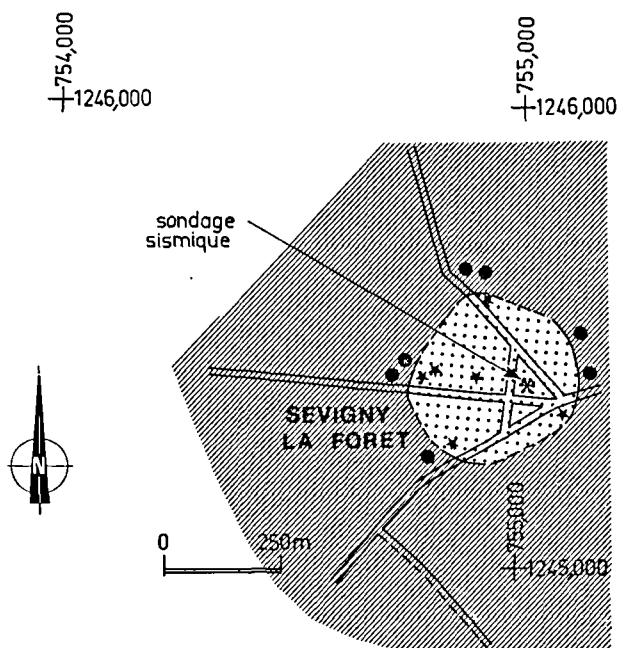 754,000
1246,000
755,000
1246,000
sondage
sismique
SEVIGNY
LA FORET
N
0 250m
755,000
1245,000